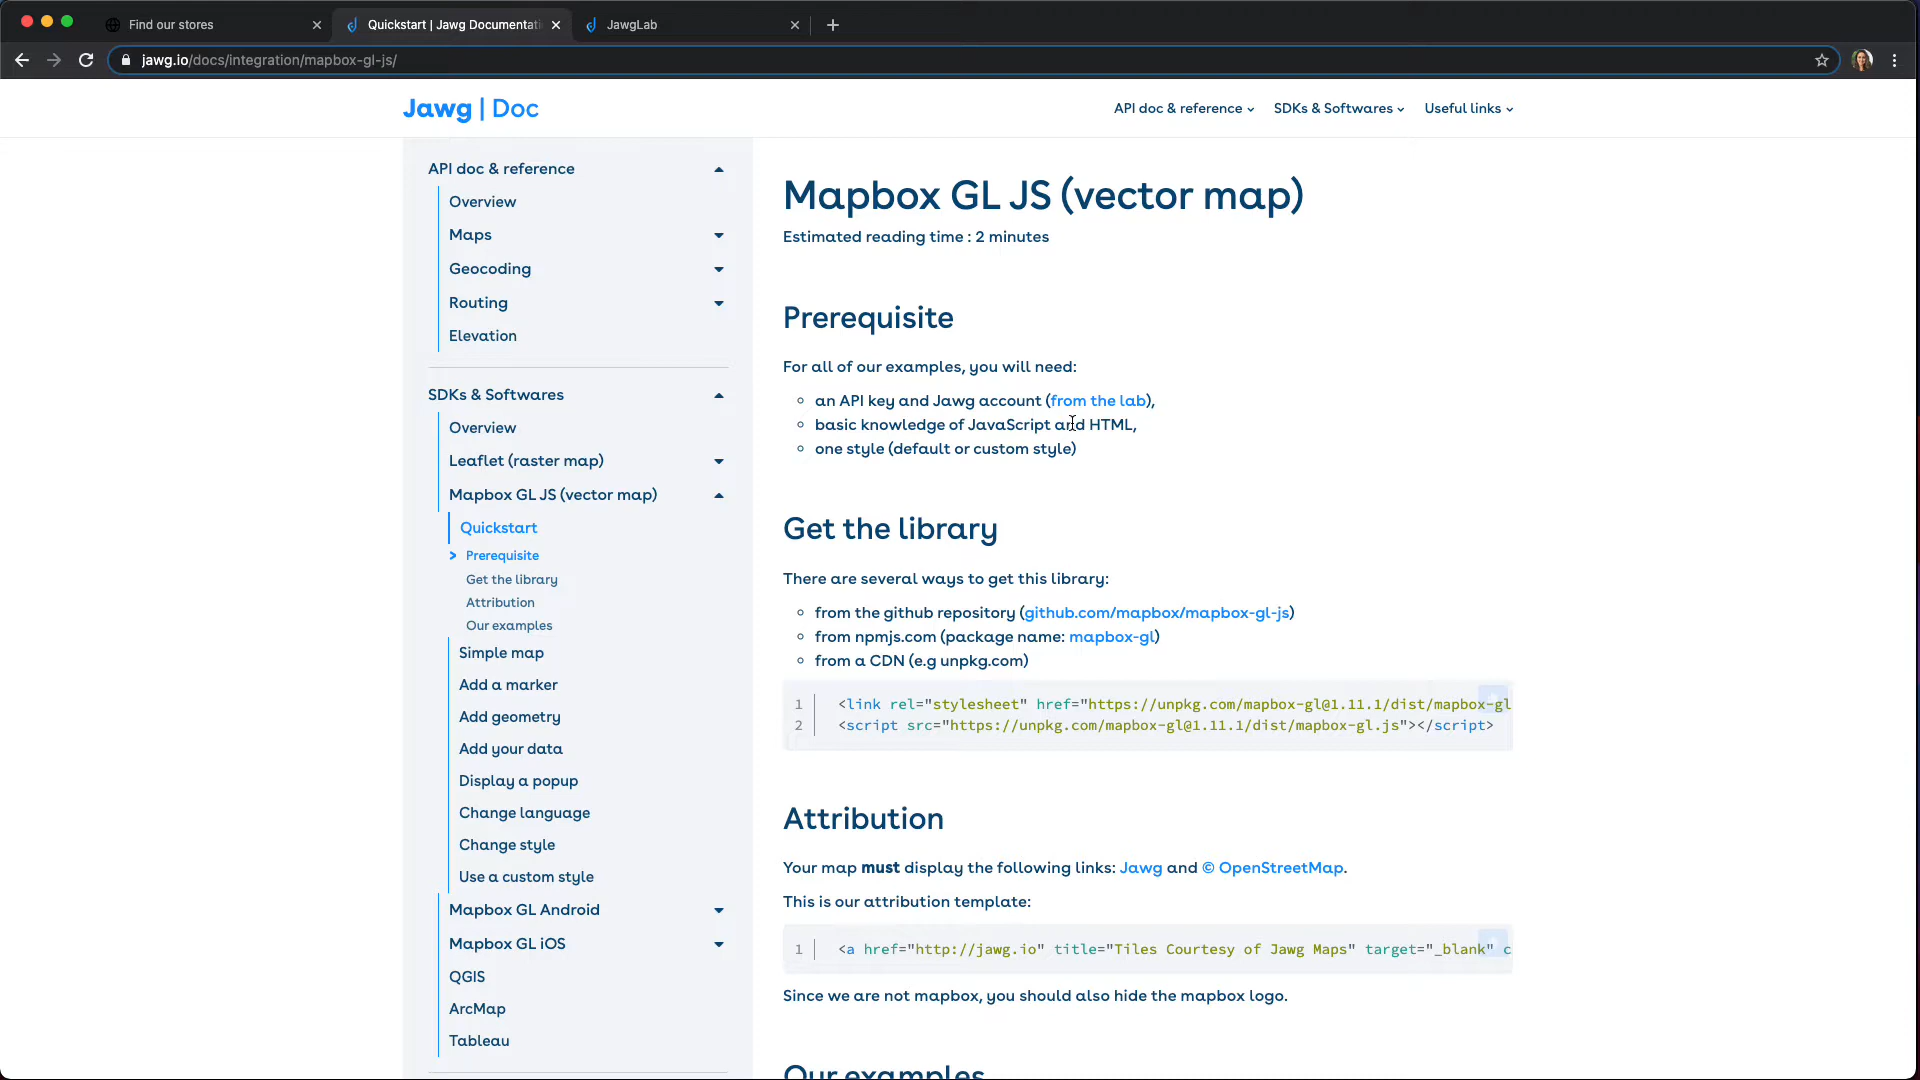 Find our stores
Quickstart | Jawg Documentati
JawgLab
jawg.io/docs/integration/mapbox-gl-js/
Jawg | Doc
API doc & reference
SDKs & Softwares
Useful links
API doc & reference
Overview
Maps
Geocoding
Routing
Elevation
SDKs & Softwares
Overview
Leaflet (raster map)
Mapbox GL JS (vector map)
Quickstart
> Prerequisite
Get the library
Attribution
Our examples
Simple map
Add a marker
Add geometry
Add your data
Display a popup
Change language
Change style
Use a custom style
Mapbox GL Android
Mapbox GL iOS
QGIS
ArcMap
Tableau
Mapbox GL JS (vector map)
Estimated reading time : 2 minutes
Prerequisite
For all of our examples, you will need:
an API key and Jawg account (from the lab),
basic knowledge of JavaScript and HTML,
one style (default or custom style)
Get the library
There are several ways to get this library:
from the github repository (github.com/mapbox/mapbox-gl-js)
from npmjs.com (package name: mapbox-gl)
from a CDN (e.g unpkg.com)
1 <link rel="stylesheet" href="https://unpkg.com/mapbox-gl@1.11.1/dist/mapbox-gl
2 <script src="https://unpkg.com/mapbox-gl@1.11.1/dist/mapbox-gl.js"></script>
Attribution
Your map must display the following links: Jawg and © OpenStreetMap.
This is our attribution template:
1 <a href="http://jawg.io" title="Tiles Courtesy of Jawg Maps" target="_blank" c
Since we are not mapbox, you should also hide the mapbox logo.
Our examples